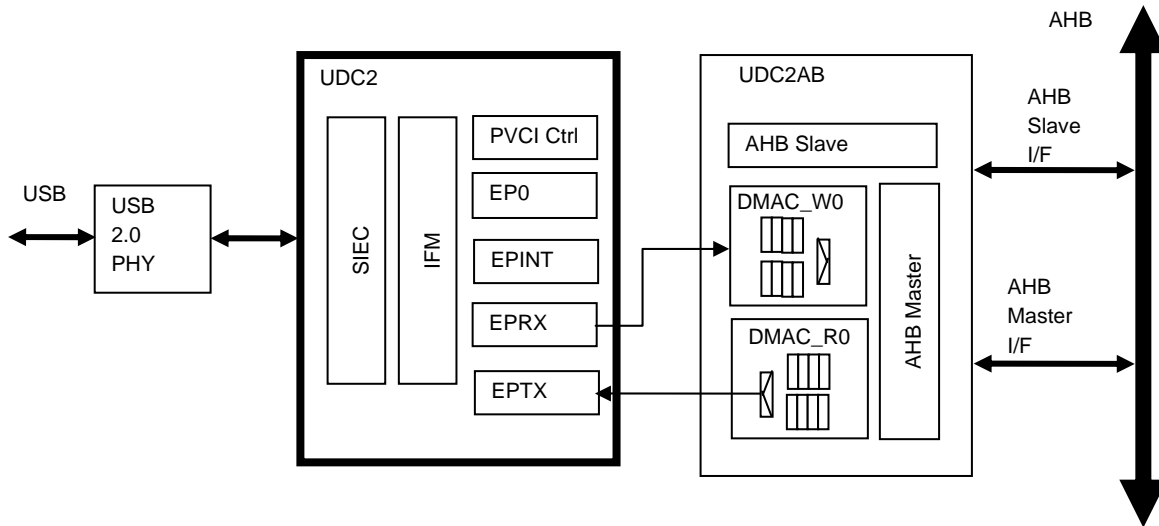 AHB
UDC2
UDC2AB
AHB
Slave
I/F
PVCI Ctrl
AHB Slave
USB
USB
2.0
PHY
SIEC
IFM
EP0
DMAC_W0
EPINT
AHB Master
AHB
Master
I/F
EPRX
DMAC_R0
EPTX